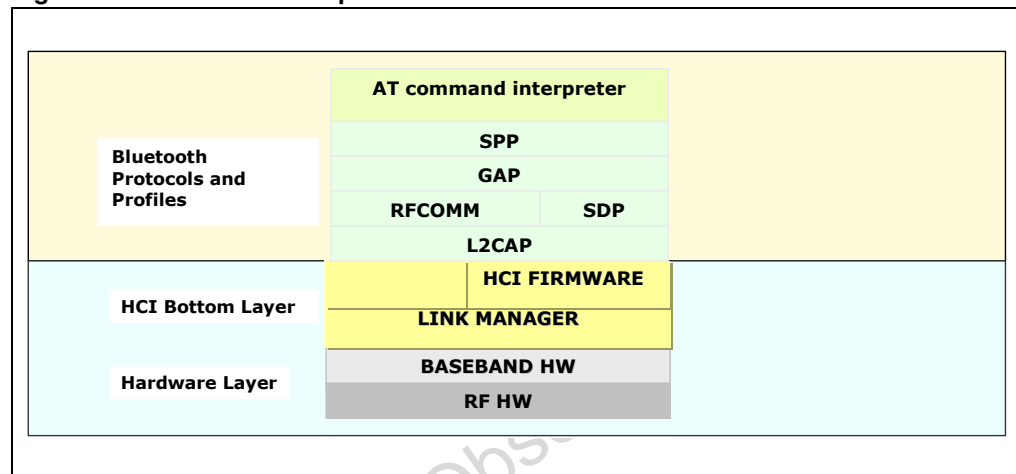 AT command interpreter
SPP
Bluetooth
Protocols and
Profiles
GAP
RFCOMM SDP
L2CAP
HCI FIRMWARE
HCI Bottom Layer
LINK MANAGER
BASEBAND HW
Hardware Layer
RF HW